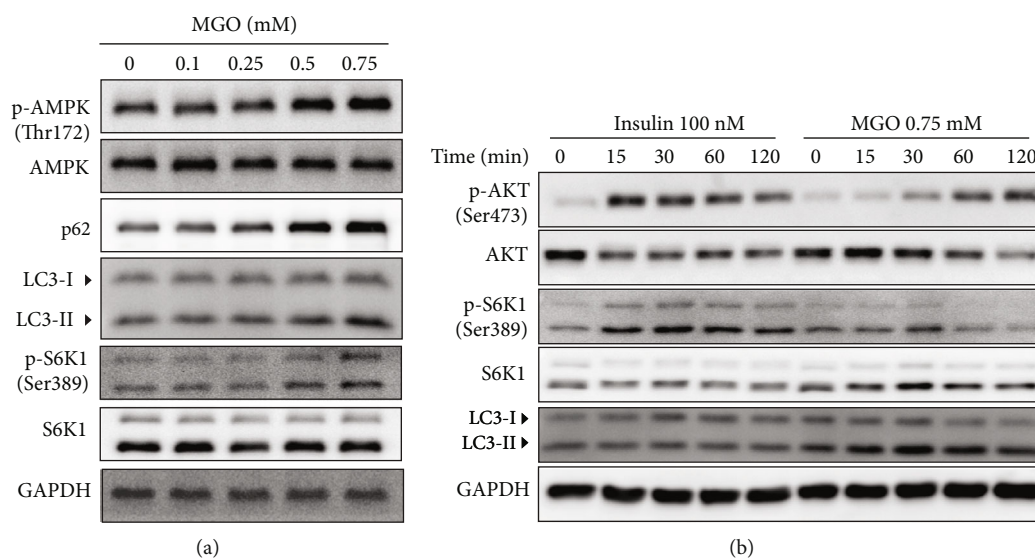 MGO (mM)
0 0.1 0.25 0.5 0.75
p-AMPK
(Thr172)
AMPK
p62
LC3-I
LC3-II
p-S6K1
(Ser389)
S6K1
GAPDH
(a)
Insulin 100 nM MGO 0.75 mM
Time (min) 0 15 30 60 120 0 15 30 60 120
p-AKT
(Ser473)
AKT
p-S6K1
(Ser389)
S6K1
LC3-I
LC3-II
GAPDH
(b)